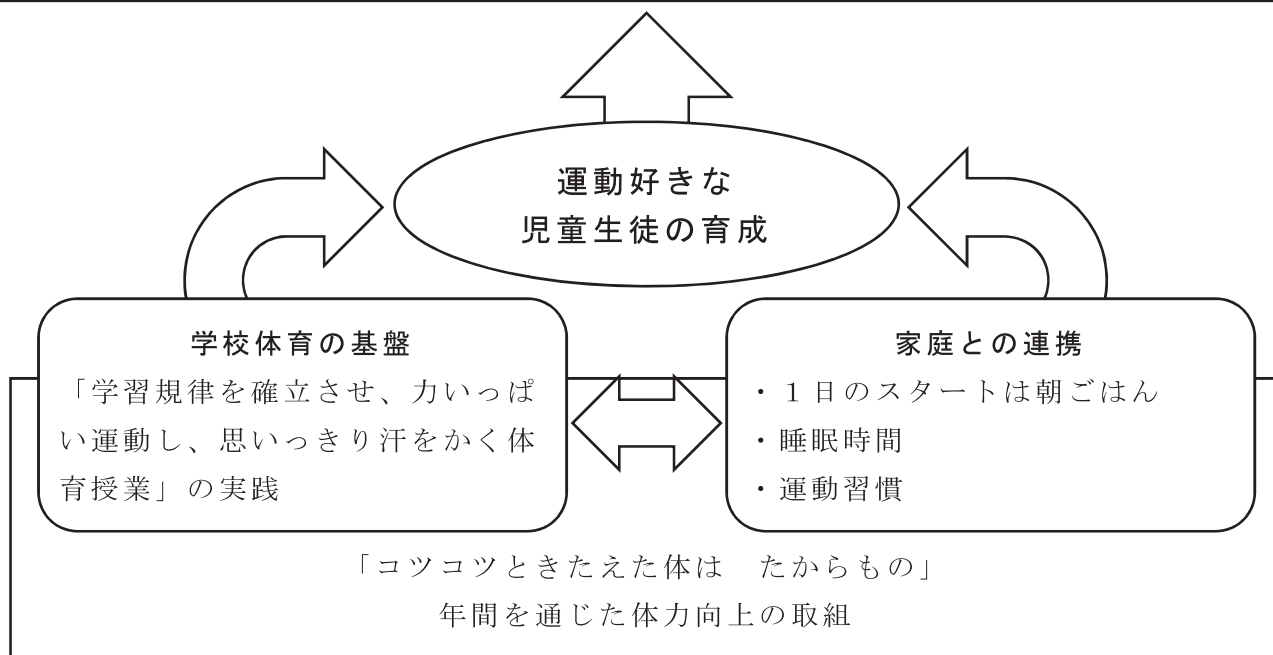 運動好きな
児童生徒の育成
学校体育の基盤
「学習規律を確立させ、力いっぱ
い運動し、思いっきり汗をかく体
育授業」の実践
家庭との連携
・１日のスタートは朝ごはん
・睡眠時間
・運動習慣
「コツコツときたえた体は　たからもの」
年間を通じた体力向上の取組